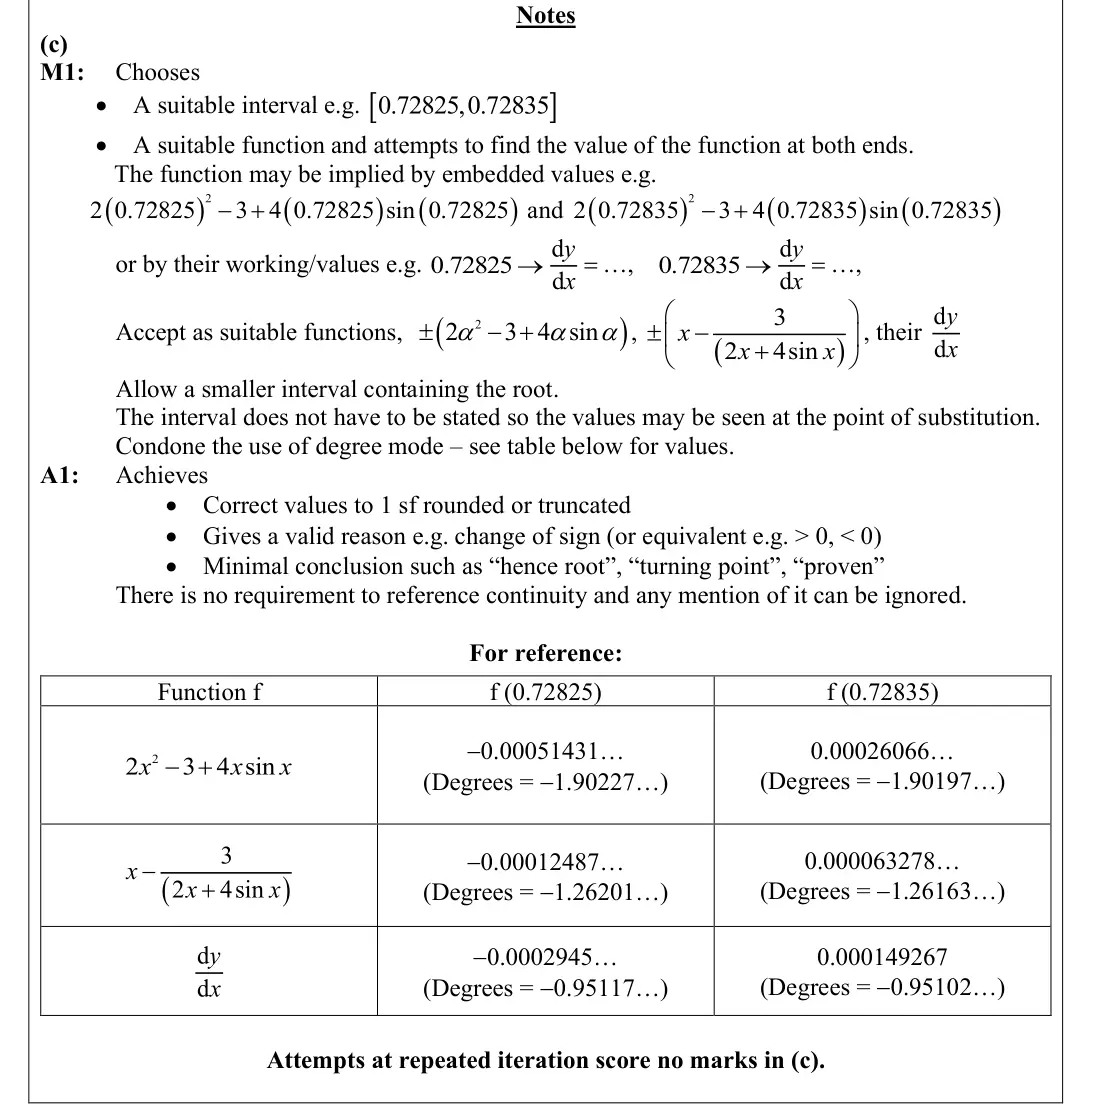 Notes
(c)
M1: Chooses
• A suitable interval e.g. [0.72825, 0.72835]
• A suitable function and attempts to find the value of the function at both ends.
The function may be implied by embedded values e.g.
2(0.72825)² − 3 + 4(0.72825)sin(0.72825) and 2(0.72835)² − 3 + 4(0.72835)sin(0.72835)
or by their working/values e.g. 0.72825 → dy/dx = …, 0.72835 → dy/dx = …,
Accept as suitable functions, ±(2α² − 3 + 4α sin α), ±(x − 3/(2x + 4sin x)), their dy/dx
Allow a smaller interval containing the root.
The interval does not have to be stated so the values may be seen at the point of substitution.
Condone the use of degree mode – see table below for values.
A1: Achieves
• Correct values to 1 sf rounded or truncated
• Gives a valid reason e.g. change of sign (or equivalent e.g. > 0, < 0)
• Minimal conclusion such as “hence root”, “turning point”, “proven”
There is no requirement to reference continuity and any mention of it can be ignored.
For reference:
Function f f (0.72825) f (0.72835)
2x² − 3 + 4x sin x −0.00051431… 0.00026066…
(Degrees = −1.90227…) (Degrees = −1.90197…)
x − 3/(2x + 4sin x) −0.00012487… 0.000063278…
(Degrees = −1.26201…) (Degrees = −1.26163…)
dy/dx −0.0002945… 0.000149267
(Degrees = −0.95117…) (Degrees = −0.95102…)
Attempts at repeated iteration score no marks in (c).